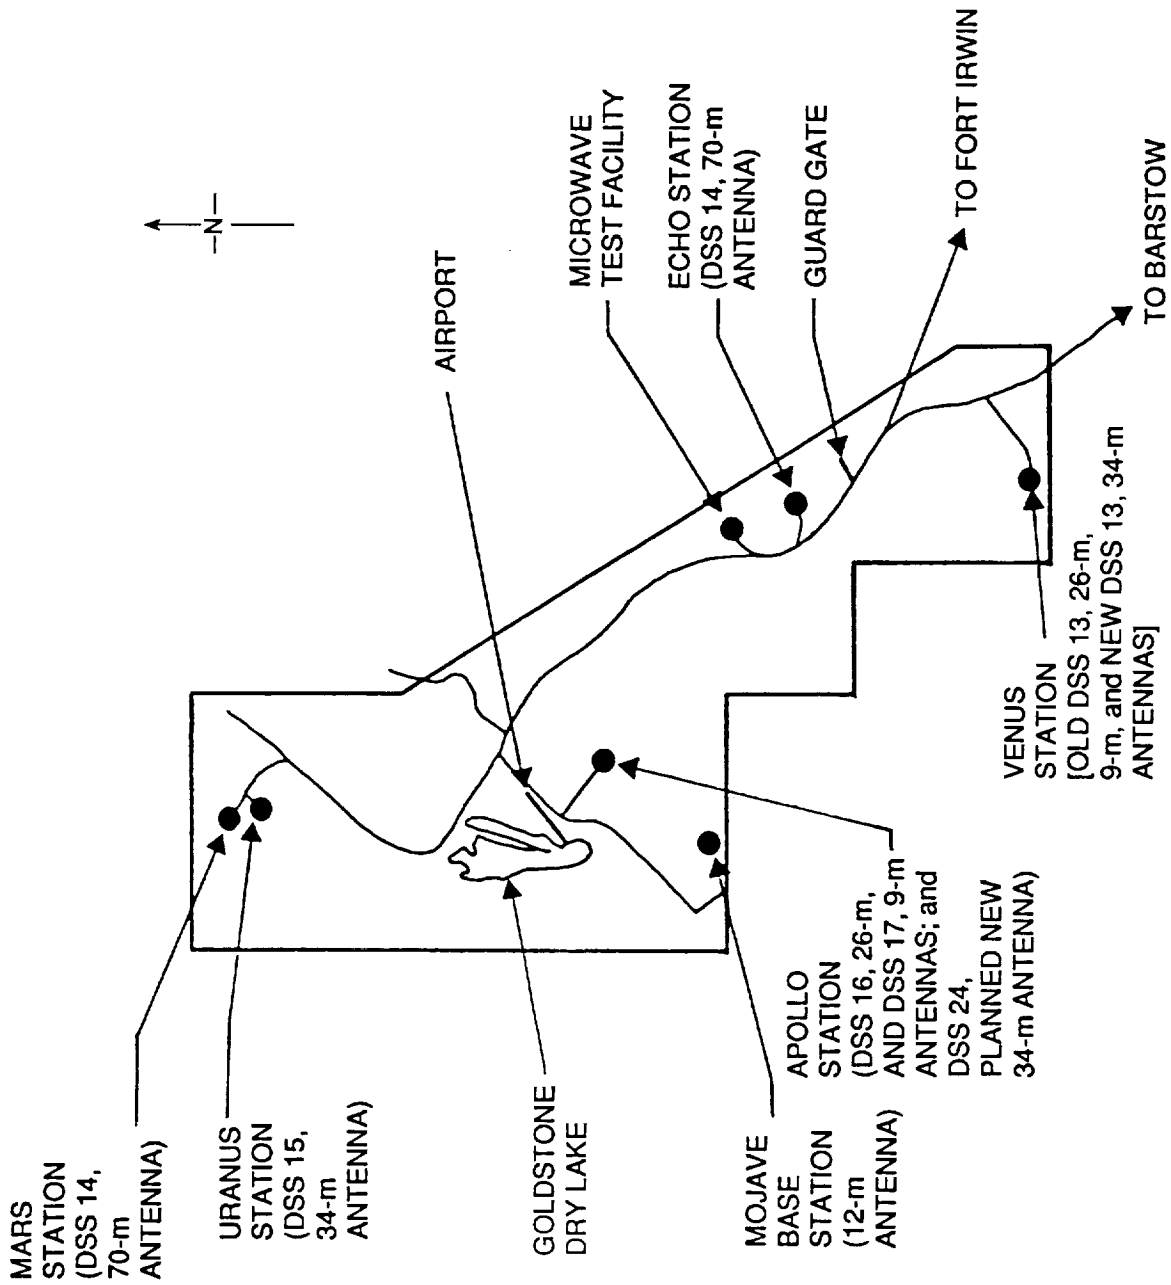 MARS
STATION
(DSS 14,
70-m
ANTENNA)
URANUS
STATION
(DSS 15,
34-m
ANTENNA)
GOLDSTONE
DRY LAKE
MOJAVE
BASE
STATION
(12-m
ANTENNA)
APOLLO
STATION
(DSS 16, 26-m,
AND DSS 17, 9-m
ANTENNAS; and
DSS 24,
PLANNED NEW
34-m ANTENNA)
VENUS
STATION
[OLD DSS 13, 26-m,
9-m, and NEW DSS 13, 34-m
ANTENNAS]
AIRPORT
–N–
MICROWAVE
TEST FACILITY
ECHO STATION
(DSS 14, 70-m
ANTENNA)
GUARD GATE
TO FORT IRWIN
TO BARSTOW